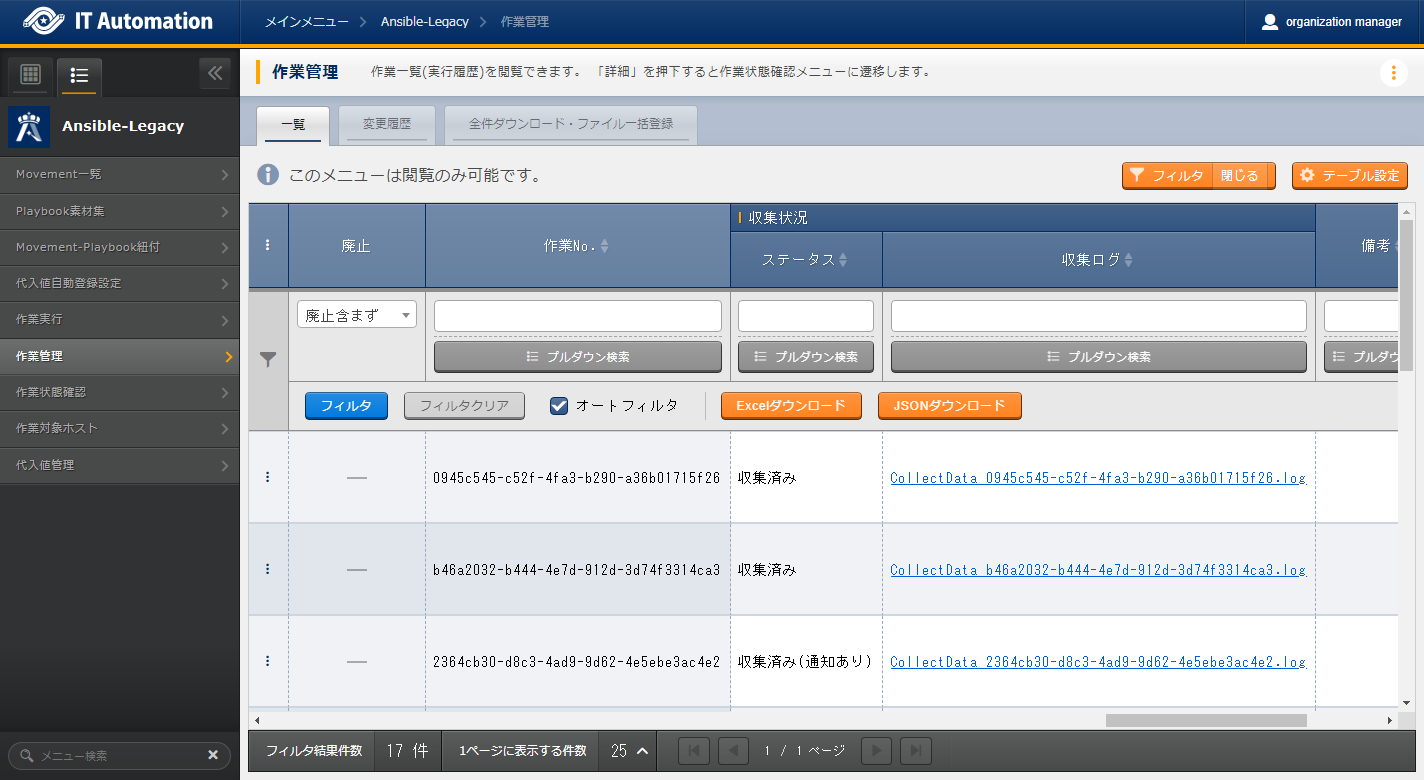 IT Automation
メインメニュー
Ansible-Legacy
作業管理
organization manager
作業管理
作業一覧(実行履歴)を閲覧できます。「詳細」を押下すると作業状態確認メニューに遷移します。
Ansible-Legacy
Movement一覧
Playbook素材集
Movement-Playbook紐付
代入値自動登録設定
作業実行
作業管理
作業状態確認
作業対象ホスト
代入値管理
メニュー検索
一覧
変更履歴
全件ダウンロード・ファイル一括登録
このメニューは閲覧のみ可能です。
フィルタ 閉じる
テーブル設定
廃止
作業No.
収集状況
ステータス
収集ログ
備考
廃止含まず
プルダウン検索
プルダウン検索
プルダウン検索
プルダウ
フィルタ
フィルタクリア
オートフィルタ
Excelダウンロード
JSONダウンロード
0945c545-c52f-4fa3-b290-a36b01715f26 収集済み CollectData_0945c545-c52f-4fa3-b290-a36b01715f26.log
b46a2032-b444-4e7d-912d-3d74f3314ca3 収集済み CollectData_b46a2032-b444-4e7d-912d-3d74f3314ca3.log
2364cb30-d8c3-4ad9-9d62-4e5ebe3ac4e2 収集済み(通知あり) CollectData_2364cb30-d8c3-4ad9-9d62-4e5ebe3ac4e2.log
フィルタ結果件数 17 件 1ページに表示する件数 25 1 / 1 ページ